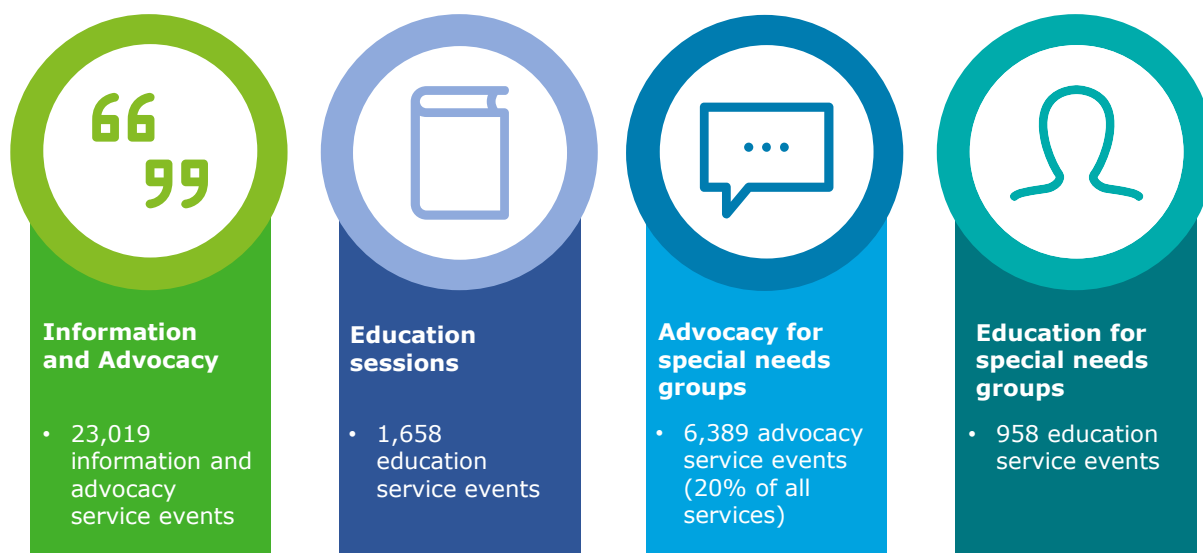 Information
and Advocacy
• 23,019
information and
advocacy
service events
Education
sessions
• 1,658
education
service events
Advocacy for
special needs
groups
• 6,389 advocacy
service events
(20% of all
services)
Education for
special needs
groups
• 958 education
service events